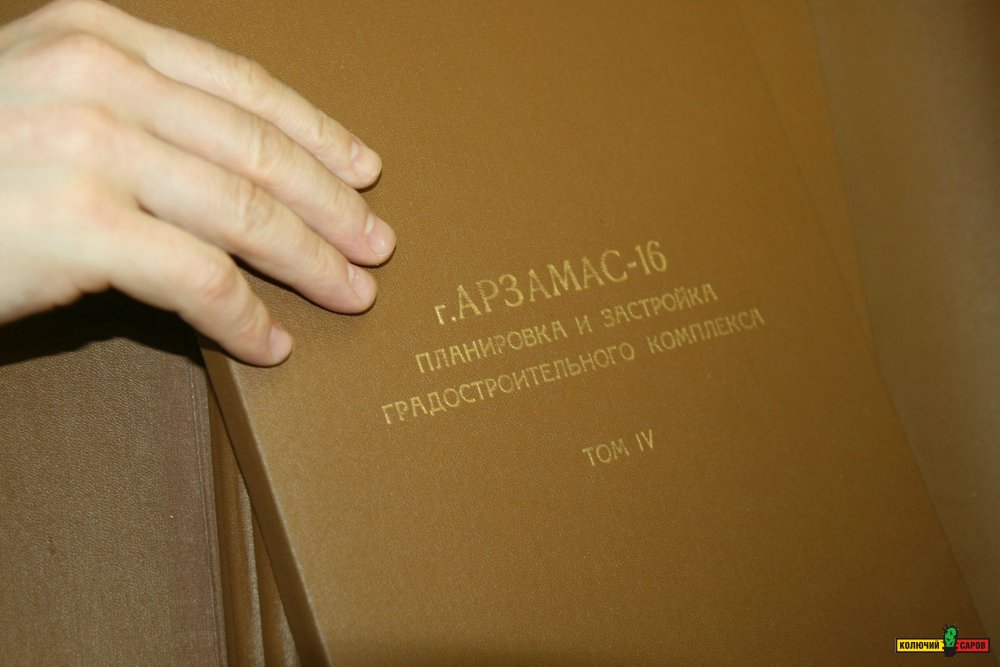 г. АРЗАМАС-16
ПЛАНИРОВКА И ЗАСТРОЙКА
ГРАДОСТРОИТЕЛЬНОГО КОМПЛЕКСА
ТОМ IV
КОЛЮЧИЙ САРОВ